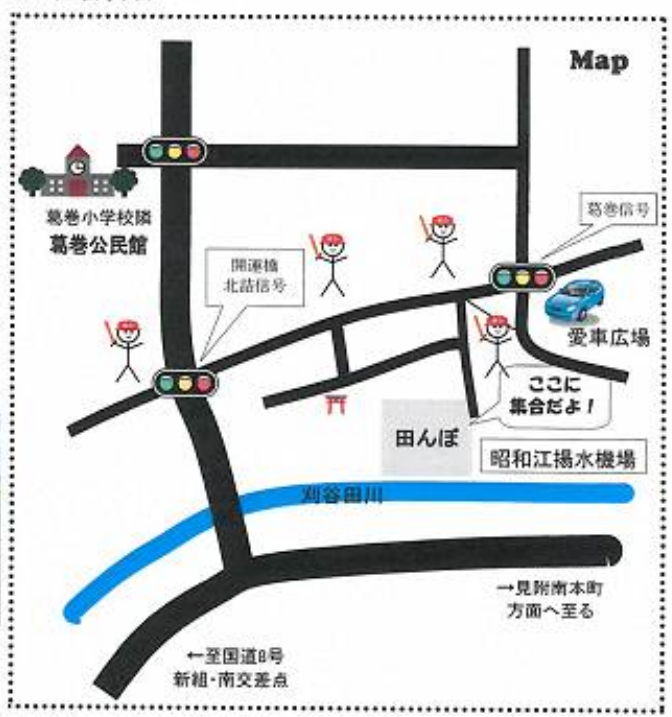 Map
葛巻小学校隣
葛巻公民館
葛巻信号
開運橋
北詰信号
愛車広場
ここに
集合だよ！
田んぼ
昭和江揚水機場
刈谷田川
→見附南本町
方面へ至る
←至国道8号
新組・南交差点